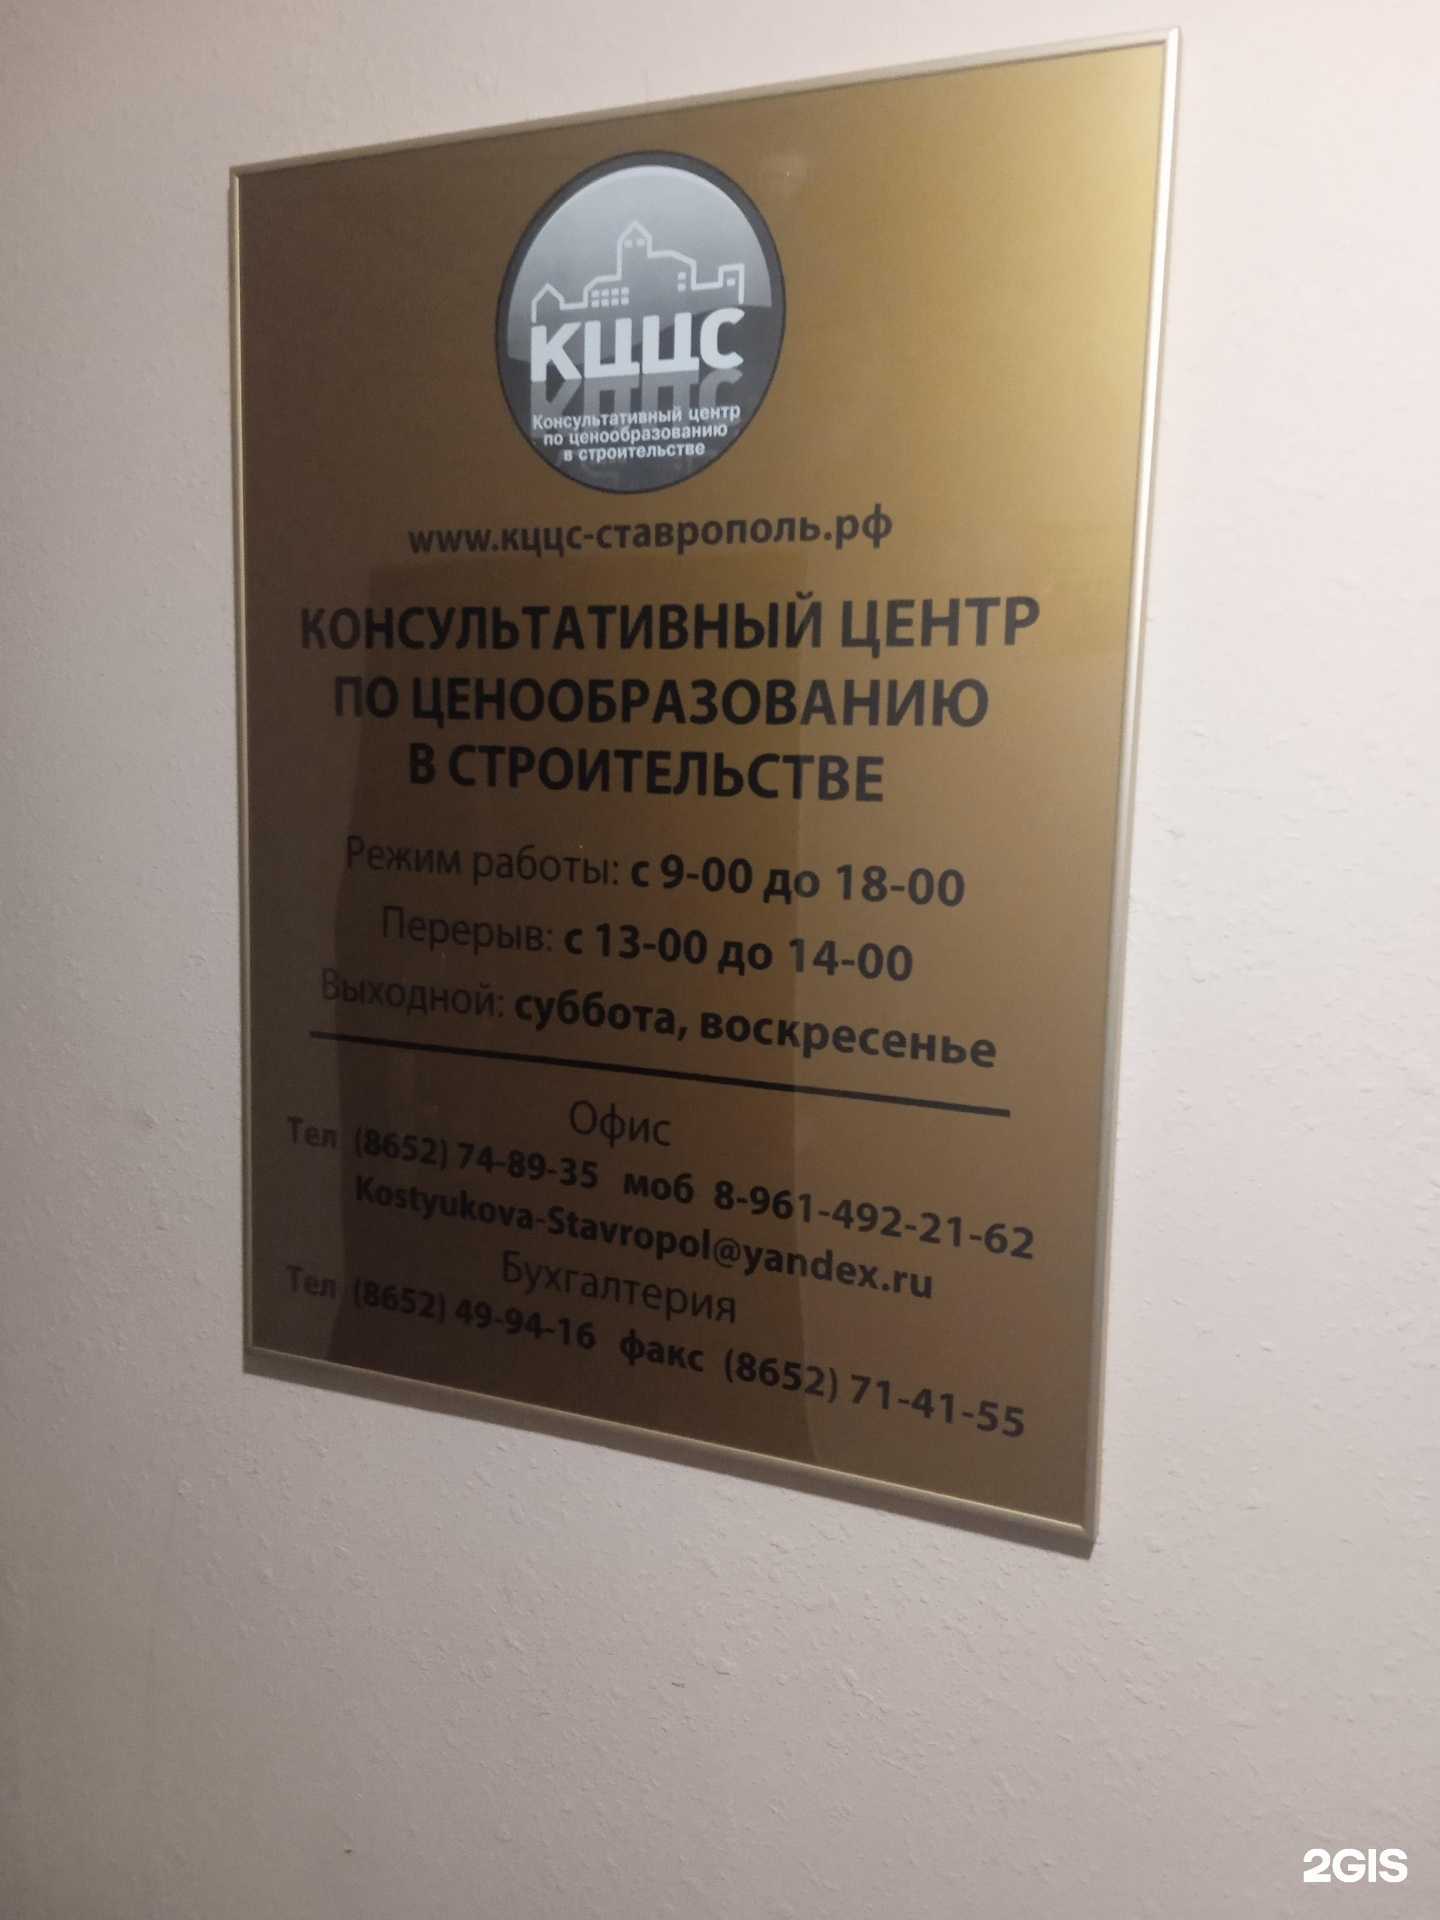 КЦЦС
Консультативный центр
по ценообразованию
в строительстве
www.кццс-ставрополь.рф
КОНСУЛЬТАТИВНЫЙ ЦЕНТР
ПО ЦЕНООБРАЗОВАНИЮ
В СТРОИТЕЛЬСТВЕ
Режим работы: с 9-00 до 18-00
Перерыв: с 13-00 до 14-00
Выходной: суббота, воскресенье
Офис
Тел (8652) 74-89-35 моб 8-961-492-21-62
Kostyukova-Stavropol@yandex.ru
Бухгалтерия
Тел (8652) 49-94-16 факс (8652) 71-41-55
2GIS